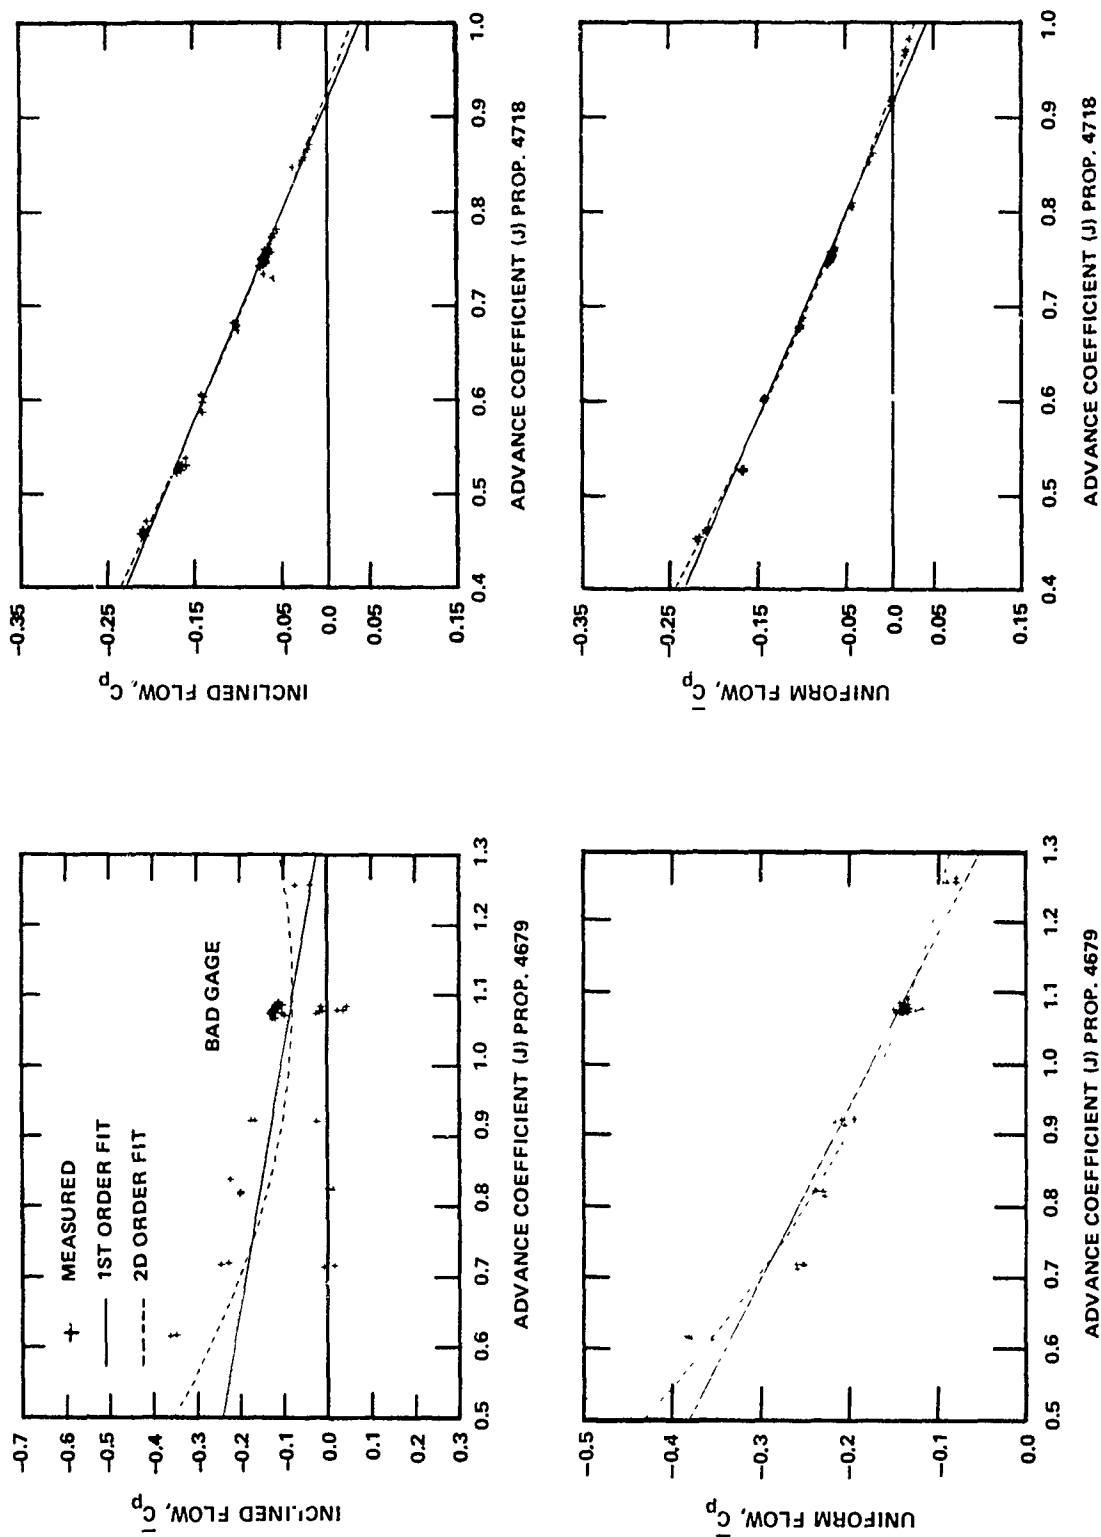 INCLINED FLOW, C̄p
-0.7
-0.6
-0.5
-0.4
-0.3
-0.2
-0.1
0.0
0.1
0.2
0.3
+ MEASURED
1ST ORDER FIT
2D ORDER FIT
BAD GAGE
0.5 0.6 0.7 0.8 0.9 1.0 1.1 1.2 1.3
ADVANCE COEFFICIENT (J) PROP. 4679
INCLINED FLOW, Cp
-0.35
-0.25
-0.15
-0.05
0.0
0.05
0.15
0.4 0.5 0.6 0.7 0.8 0.9 1.0
ADVANCE COEFFICIENT (J) PROP. 4718
UNIFORM FLOW, C̄p
-0.5
-0.4
-0.3
-0.2
-0.1
0.0
0.5 0.6 0.7 0.8 0.9 1.0 1.1 1.2 1.3
ADVANCE COEFFICIENT (J) PROP. 4679
UNIFORM FLOW, C̄p
-0.35
-0.25
-0.15
-0.05
0.0
0.05
0.15
0.4 0.5 0.6 0.7 0.8 0.9 1.0
ADVANCE COEFFICIENT (J) PROP. 4718